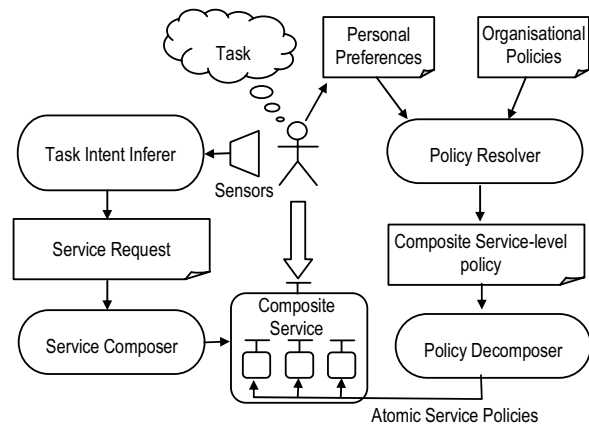 Task
Personal
Preferences
Organisational
Policies
Task Intent Inferer
Sensors
Policy Resolver
Service Request
Composite Service-level
policy
Composite
Service
Service Composer
Policy Decomposer
Atomic Service Policies